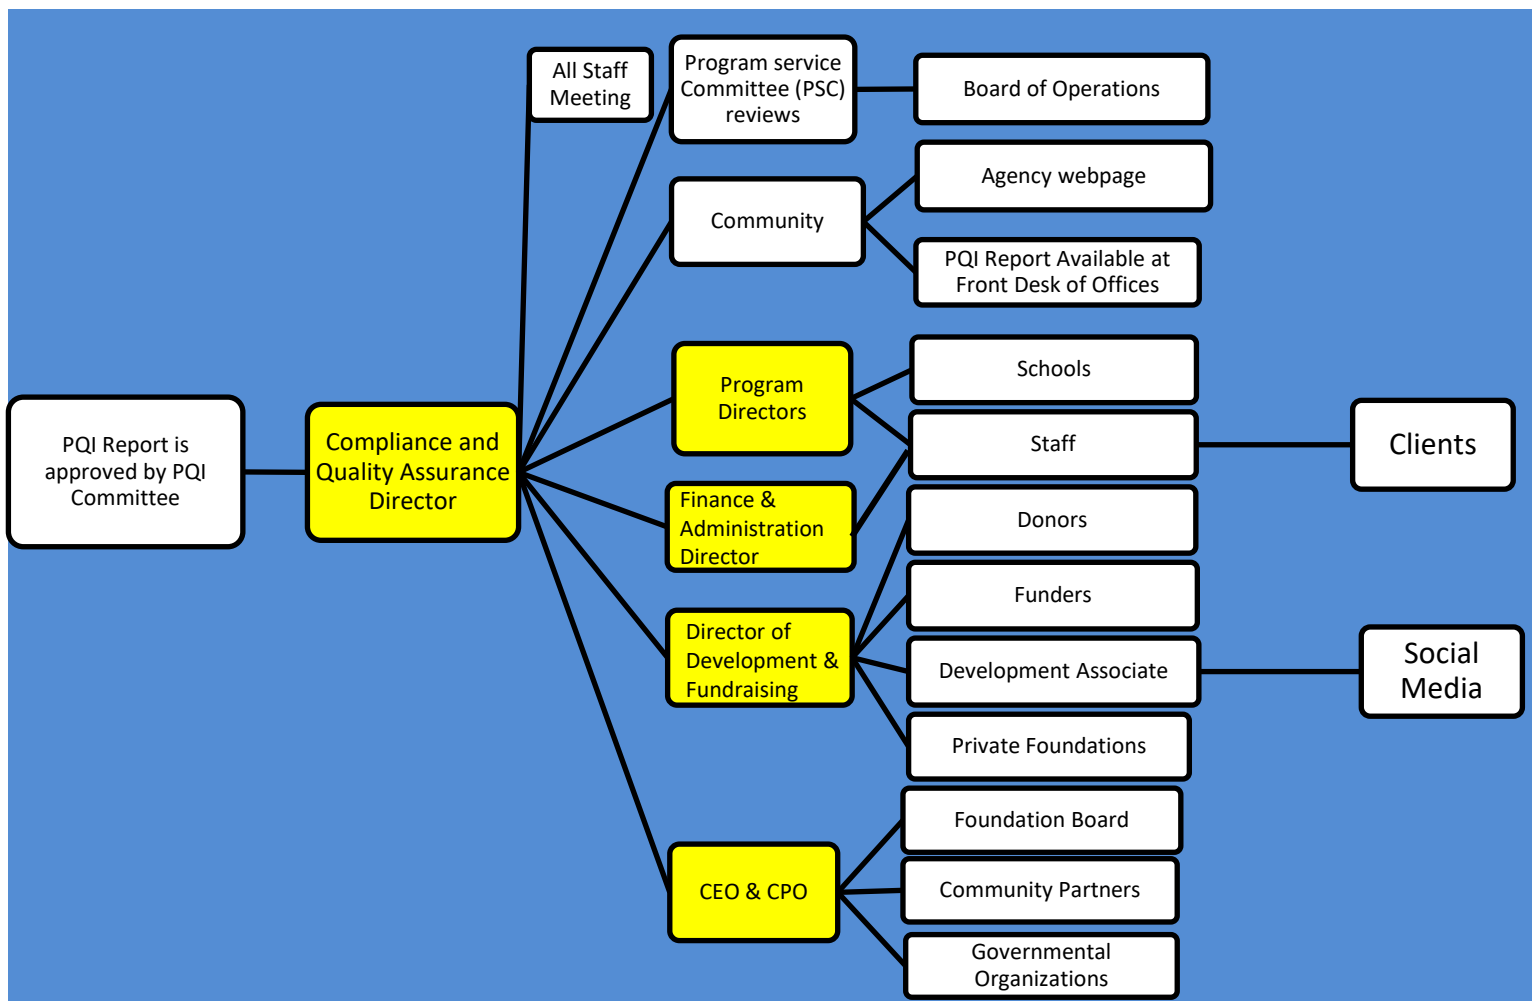 All Staff
Meeting
Program service
Committee (PSC)
reviews
Board of Operations
Agency webpage
Community
PQI Report Available at
Front Desk of Offices
Program
Directors
Schools
Staff
Clients
PQI Report is
approved by PQI
Committee
Compliance and
Quality Assurance
Director
Finance &
Administration
Director
Donors
Funders
Director of
Development &
Fundraising
Development Associate
Social
Media
Private Foundations
Foundation Board
CEO & CPO
Community Partners
Governmental
Organizations